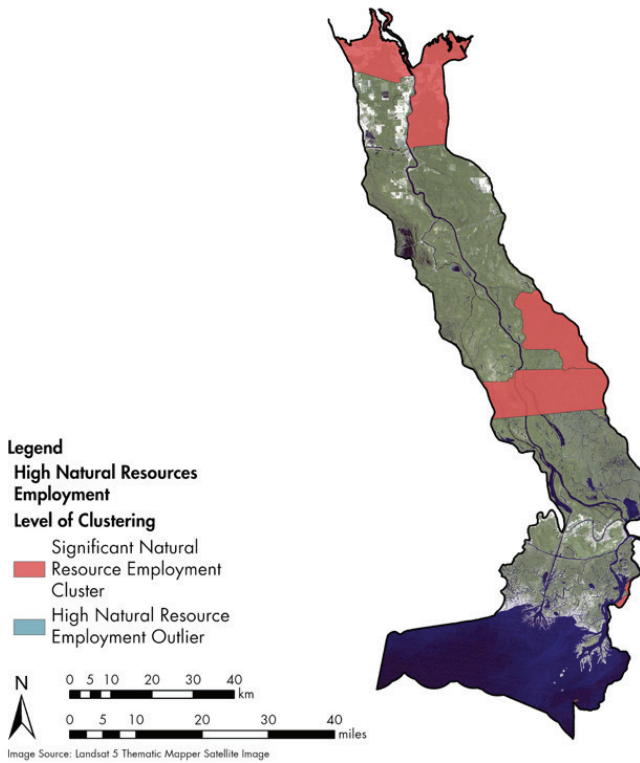 Legend
High Natural Resources
Employment
Level of Clustering
Significant Natural
Resource Employment
Cluster
High Natural Resource
Employment Outlier
N
0 5 10 20 30 40
km
0 5 10 20 30 40
miles
Image Source: Landsat 5 Thematic Mapper Satellite Image